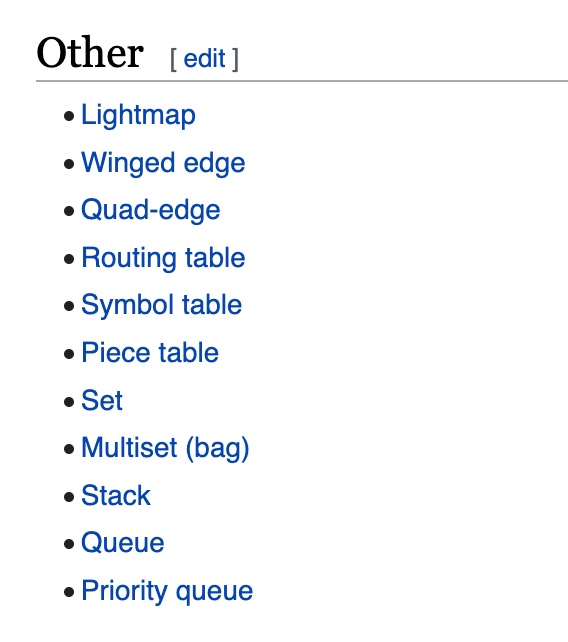 Other [ edit ]
• Lightmap
• Winged edge
• Quad-edge
• Routing table
• Symbol table
• Piece table
• Set
• Multiset (bag)
• Stack
• Queue
• Priority queue